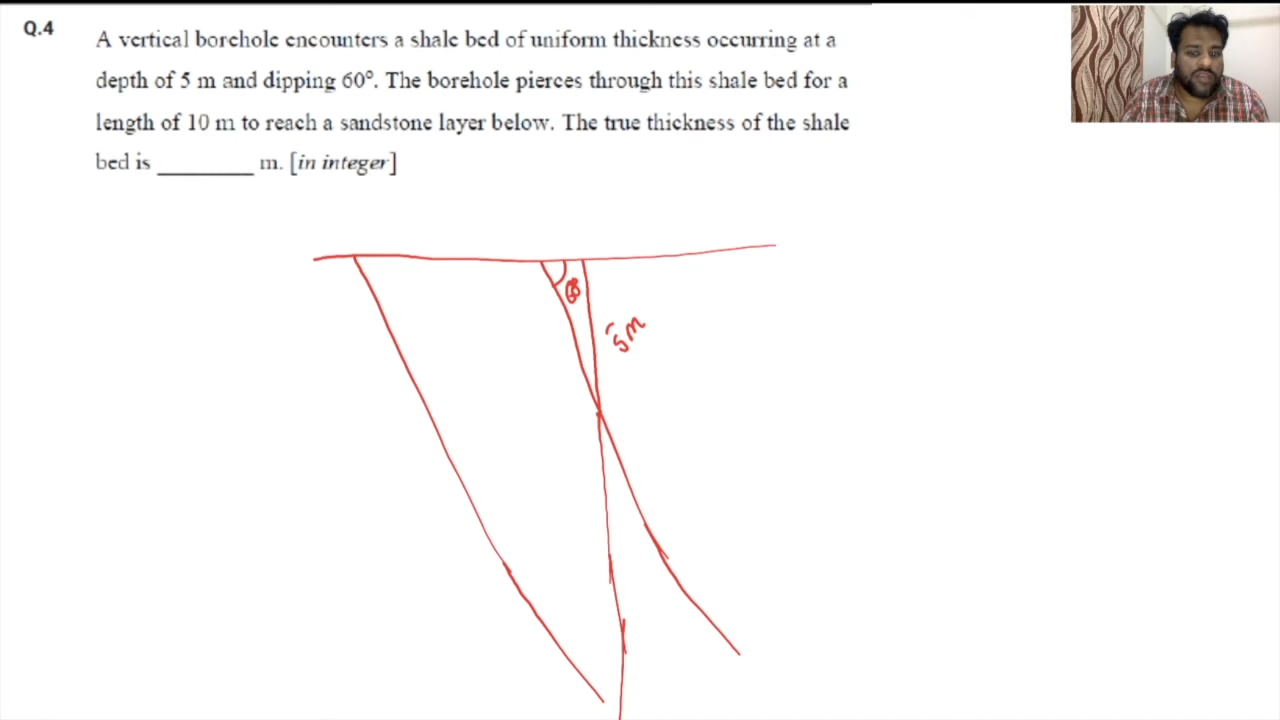 Q.4
A vertical borehole encounters a shale bed of uniform thickness occurring at a
depth of 5 m and dipping 60°. The borehole pierces through this shale bed for a
length of 10 m to reach a sandstone layer below. The true thickness of the shale
bed is ________ m. [in integer]
60°
5m